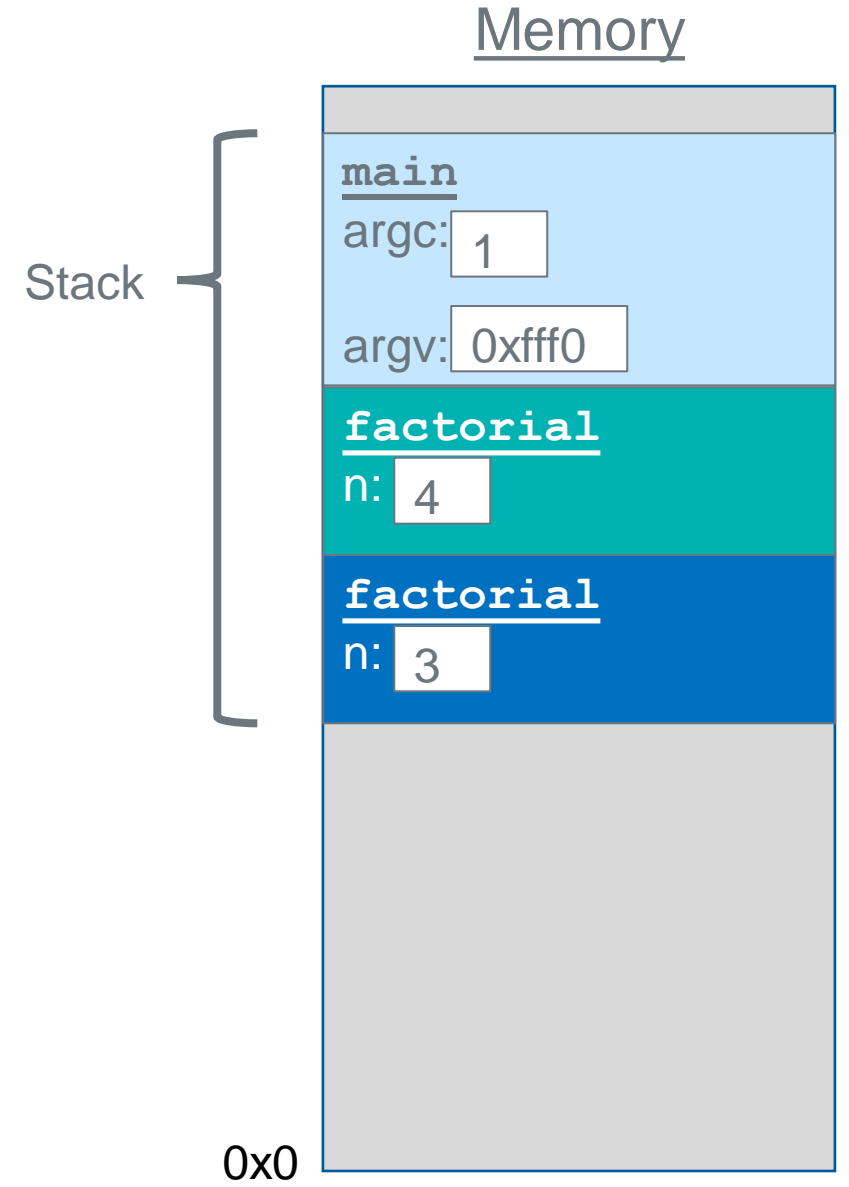 Memory
Stack
main
argc: 1
argv: 0xfff0
factorial
n: 4
factorial
n: 3
0x0